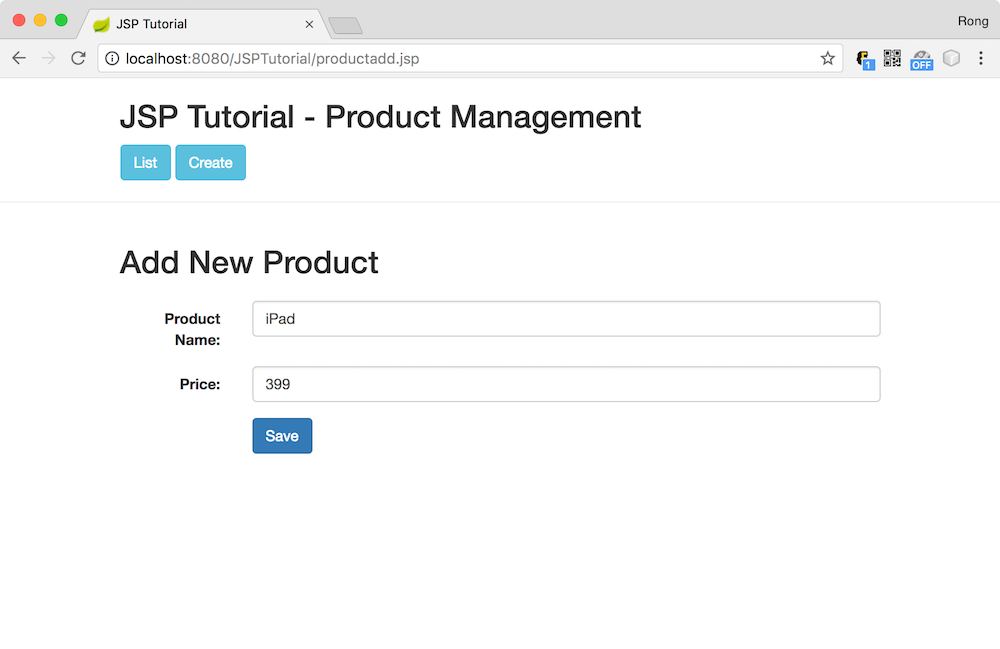 JSP Tutorial
Rong
localhost:8080/JSPTutorial/productadd.jsp
1
OFF
JSP Tutorial - Product Management
List Create
Add New Product
Product
Name:
iPad
Price:
399
Save